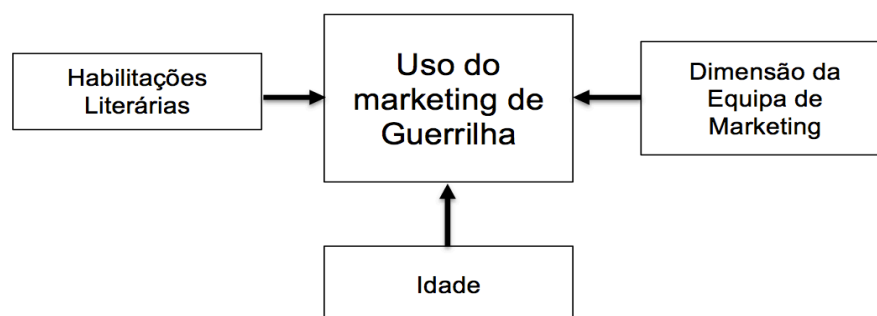 Habilitações
Literárias
Uso do
marketing de
Guerrilha
Dimensão da
Equipa de
Marketing
Idade